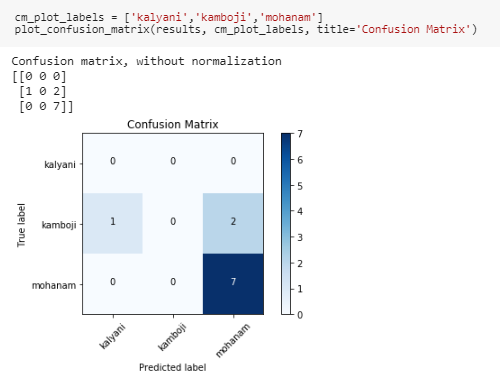 cm_plot_labels = ['kalyani','kamboji','mohanam']
plot_confusion_matrix(results, cm_plot_labels, title='Confusion Matrix')
Confusion matrix, without normalization
[[0 0 0]
 [1 0 2]
 [0 0 7]]
Confusion Matrix
kalyani 0 0 0
kamboji 1 0 2
mohanam 0 0 7
True label
kalyani kamboji mohanam
Predicted label
7
6
5
4
3
2
1
0